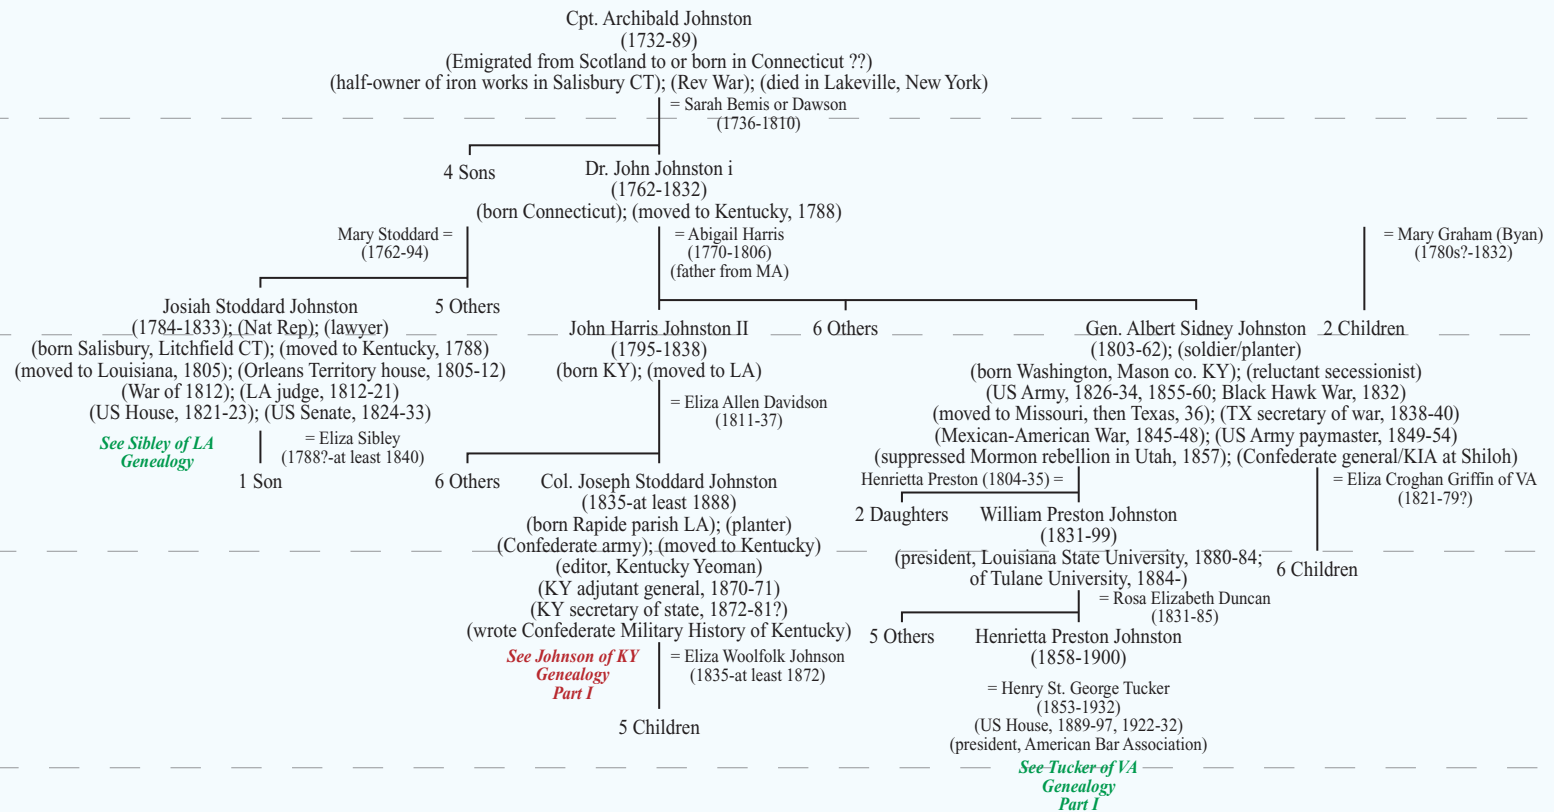 Cpt. Archibald Johnston
(1732-89)
(Emigrated from Scotland to or born in Connecticut ??)
(half-owner of iron works in Salisbury CT); (Rev War); (died in Lakeville, New York)
= Sarah Bemis or Dawson
(1736-1810)
4 Sons
Dr. John Johnston i
(1762-1832)
(born Connecticut); (moved to Kentucky, 1788)
Mary Stoddard =
(1762-94)
= Abigail Harris
(1770-1806)
(father from MA)
= Mary Graham (Byan)
(1780s?-1832)
Josiah Stoddard Johnston
(1784-1833); (Nat Rep); (lawyer)
(born Salisbury, Litchfield CT); (moved to Kentucky, 1788)
(moved to Louisiana, 1805); (Orleans Territory house, 1805-12)
(War of 1812); (LA judge, 1812-21)
(US House, 1821-23); (US Senate, 1824-33)
5 Others
John Harris Johnston II
(1795-1838)
(born KY); (moved to LA)
6 Others
Gen. Albert Sidney Johnston
(1803-62); (soldier/planter)
(born Washington, Mason co. KY); (reluctant secessionist)
(US Army, 1826-34, 1855-60; Black Hawk War, 1832)
(moved to Missouri, then Texas, 36); (TX secretary of war, 1838-40)
(Mexican-American War, 1845-48); (US Army paymaster, 1849-54)
(suppressed Mormon rebellion in Utah, 1857); (Confederate general/KIA at Shiloh)
2 Children
See Sibley of LA
Genealogy
= Eliza Sibley
(1788?-at least 1840)
1 Son
= Eliza Allen Davidson
(1811-37)
6 Others
Col. Joseph Stoddard Johnston
(1835-at least 1888)
(born Rapide parish LA); (planter)
(Confederate army); (moved to Kentucky)
(editor, Kentucky Yeoman)
(KY adjutant general, 1870-71)
(KY secretary of state, 1872-81?)
(wrote Confederate Military History of Kentucky)
See Johnson of KY
Genealogy
Part I
= Eliza Woolfolk Johnson
(1835-at least 1872)
5 Children
Henrietta Preston (1804-35) =
= Eliza Croghan Griffin of VA
(1821-79?)
2 Daughters
William Preston Johnston
(1831-99)
(president, Louisiana State University, 1880-84;
of Tulane University, 1884-)
6 Children
= Rosa Elizabeth Duncan
(1831-85)
5 Others
Henrietta Preston Johnston
(1858-1900)
= Henry St. George Tucker
(1853-1932)
(US House, 1889-97, 1922-32)
(president, American Bar Association)
See Tucker of VA
Genealogy
Part I